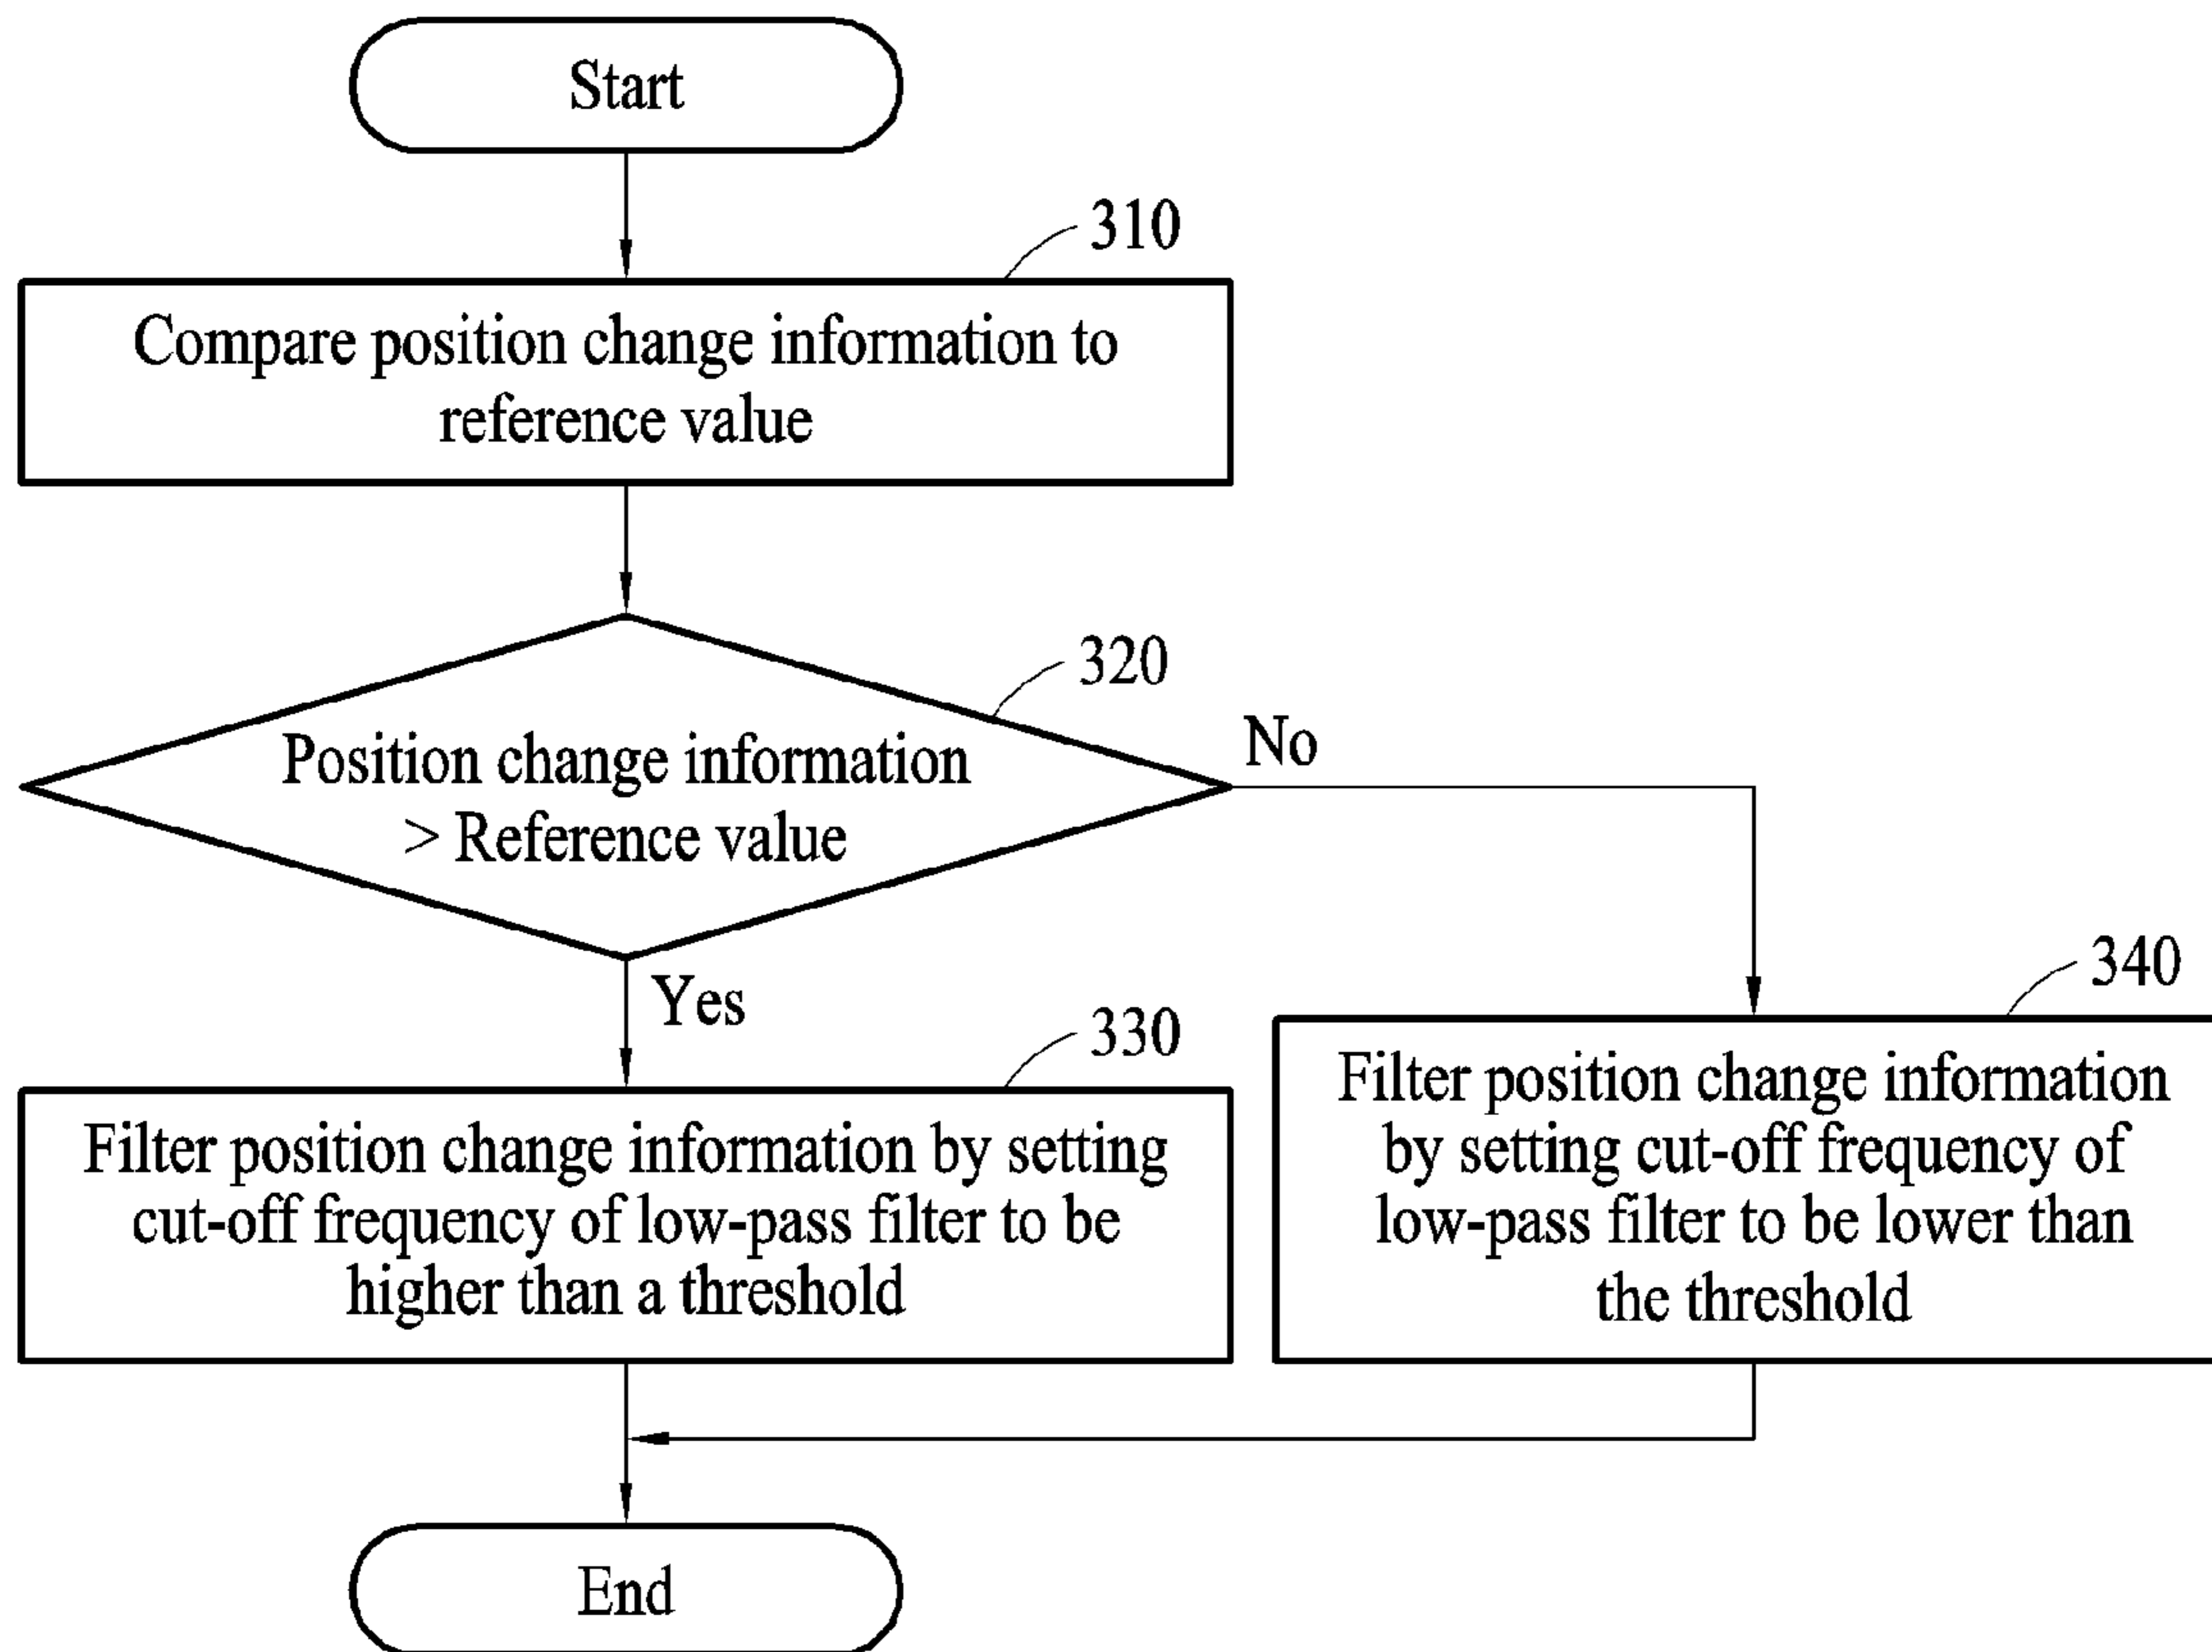 Start
310
Compare position change information to
reference value
320
Position change information
> Reference value
No
Yes
330
Filter position change information by setting
cut-off frequency of low-pass filter to be
higher than a threshold
340
Filter position change information
by setting cut-off frequency of
low-pass filter to be lower than
the threshold
End